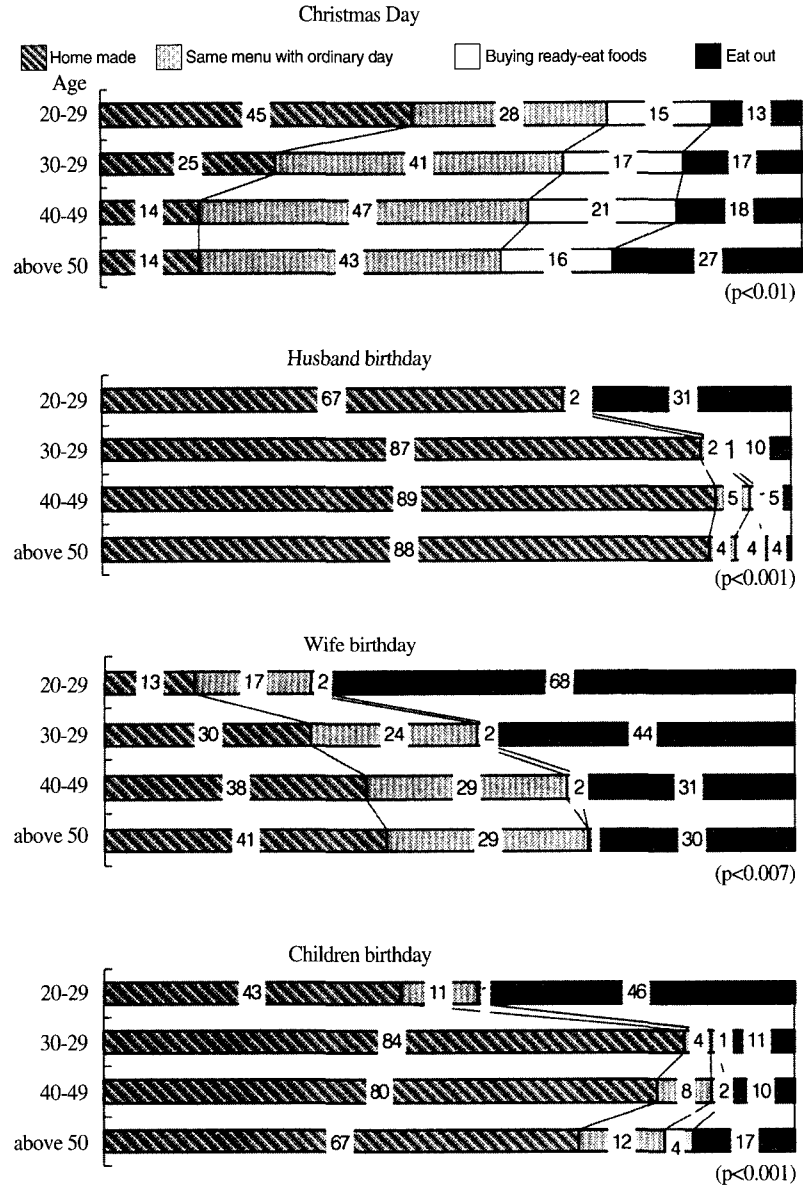 Christmas Day
Home made Same menu with ordinary day Buying ready-eat foods Eat out
Age
20-29 45 28 15 13
30-29 25 41 17 17
40-49 14 47 21 18
above 50 14 43 16 27
(p<0.01)
Husband birthday
20-29 67 2 31
30-29 87 2 1 10
40-49 89 5 5
above 50 88 4 4 4
(p<0.001)
Wife birthday
20-29 13 17 2 68
30-29 30 24 2 44
40-49 38 29 2 31
above 50 41 29 30
(p<0.007)
Children birthday
20-29 43 11 46
30-29 84 4 1 11
40-49 80 8 2 10
above 50 67 12 4 17
(p<0.001)